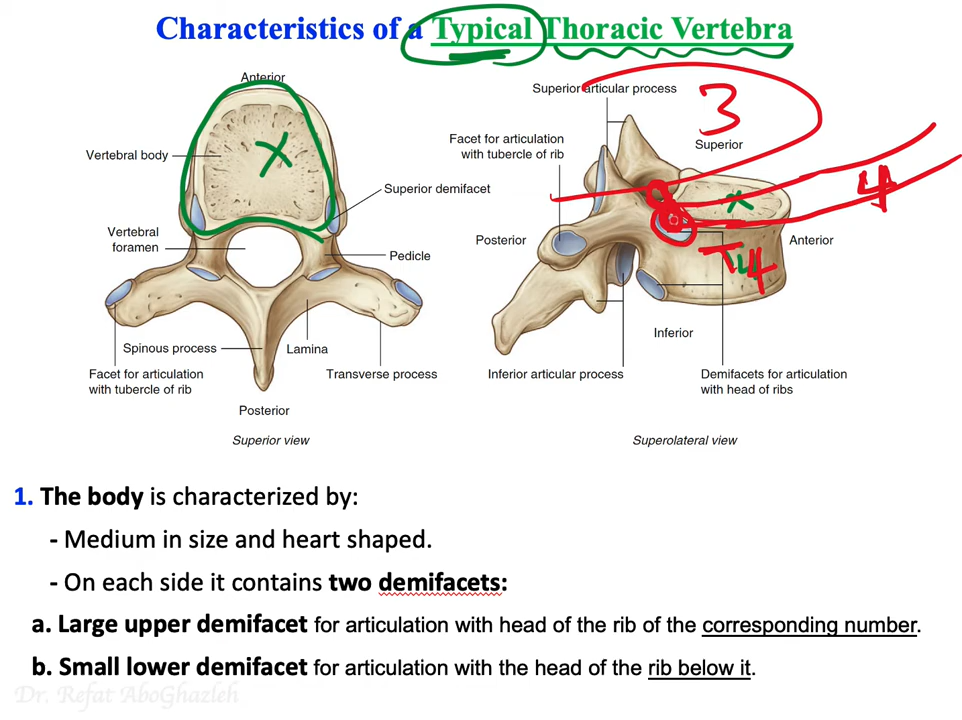 Characteristics of a Typical Thoracic Vertebra
Anterior
Superior articular process
3
Facet for articulation
with tubercle of rib
Superior
Vertebral body
X
Superior demifacet
4
X
Vertebral
foramen
Posterior
Anterior
Pedicle
T4
Inferior
Spinous process
Lamina
Facet for articulation
with tubercle of rib
Transverse process
Inferior articular process
Demifacets for articulation
with head of ribs
Posterior
Superior view
Superolateral view
1. The body is characterized by:
- Medium in size and heart shaped.
- On each side it contains two demifacets:
a. Large upper demifacet for articulation with head of the rib of the corresponding number.
b. Small lower demifacet for articulation with the head of the rib below it.
Dr. Refat AboGhazleh